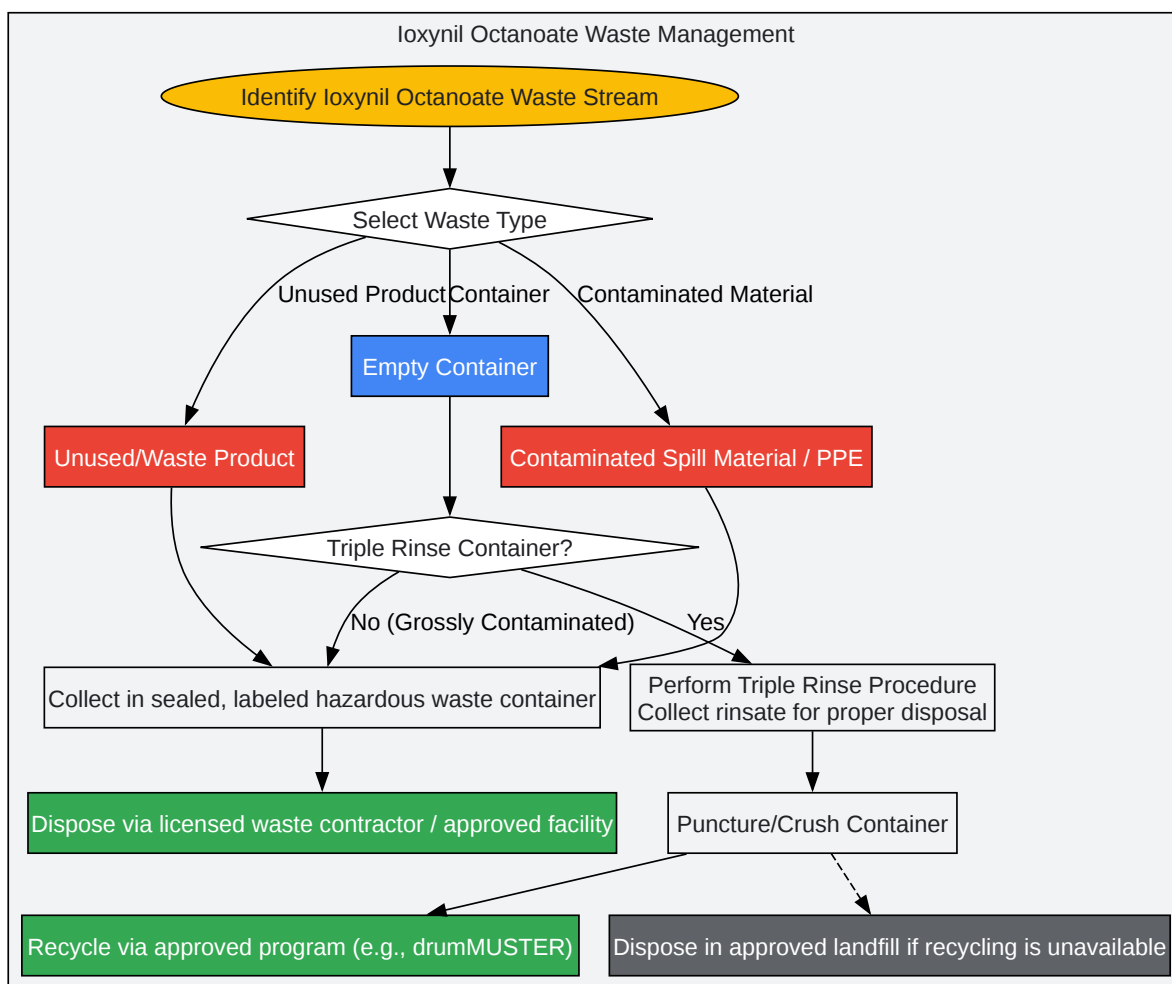 Ioxynil Octanoate Waste Management
Identify Ioxynil Octanoate Waste Stream
Select Waste Type
Unused Product
Container
Contaminated Material
Empty Container
Unused/Waste Product
Contaminated Spill Material / PPE
Triple Rinse Container?
No (Grossly Contaminated)
Yes
Collect in sealed, labeled hazardous waste container
Perform Triple Rinse Procedure
Collect rinsate for proper disposal
Dispose via licensed waste contractor / approved facility
Puncture/Crush Container
Recycle via approved program (e.g., drumMUSTER)
Dispose in approved landfill if recycling is unavailable